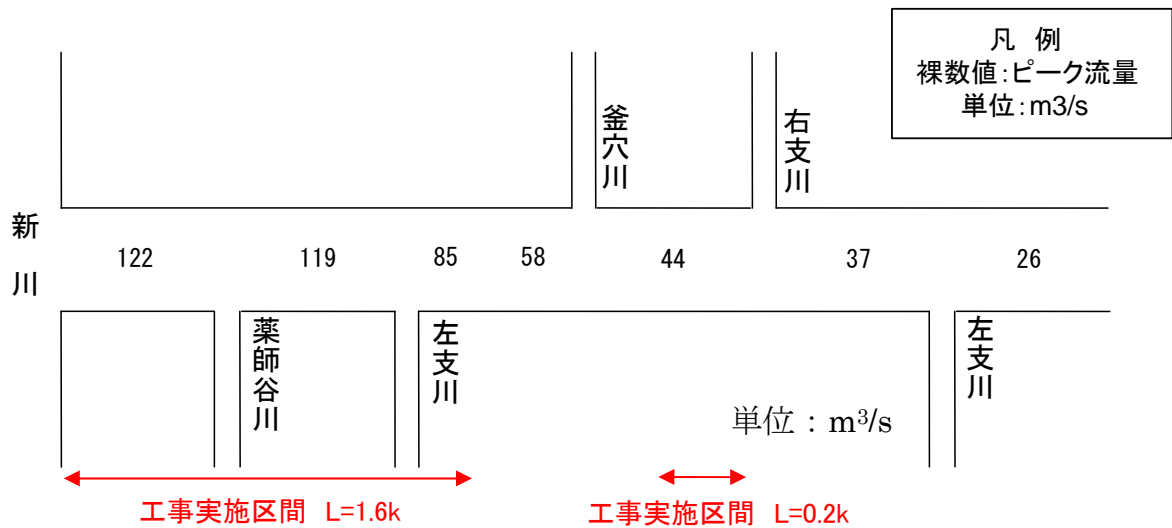 凡 例
裸数値:ピーク流量
単位:m3/s
釜穴川
右支川
新川
122 119 85 58 44 37 26
薬師谷川
左支川
左支川
単位：m³/s
工事実施区間 L=1.6k
工事実施区間 L=0.2k